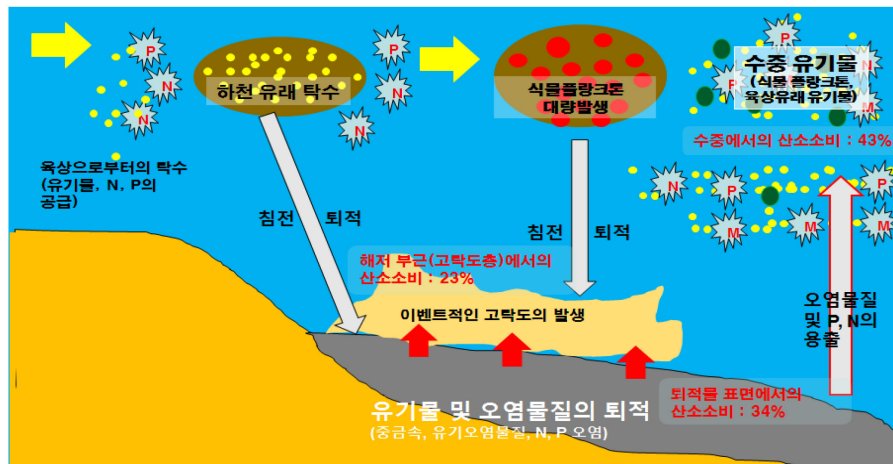 P
N
N
하천 유래 탁수
P
N
N
식물플랑크톤
대량발생
P
N
P
N
M
수중 유기물
(식물 플랑크톤,
육상유래 유기물)
수중에서의 산소소비 : 43%
육상으로부터의 탁수
(유기물, N, P의
공급)
N
P
P
M
M
M
침전 퇴적
침전 퇴적
해저 부근(고탁도층)에서의
산소소비 : 23%
이벤트적인 고탁도의 발생
오염물질
및 P, N의
용출
퇴적물 표면에서의
산소소비 : 34%
유기물 및 오염물질의 퇴적
(중금속, 유기오염물질, N, P 오염)